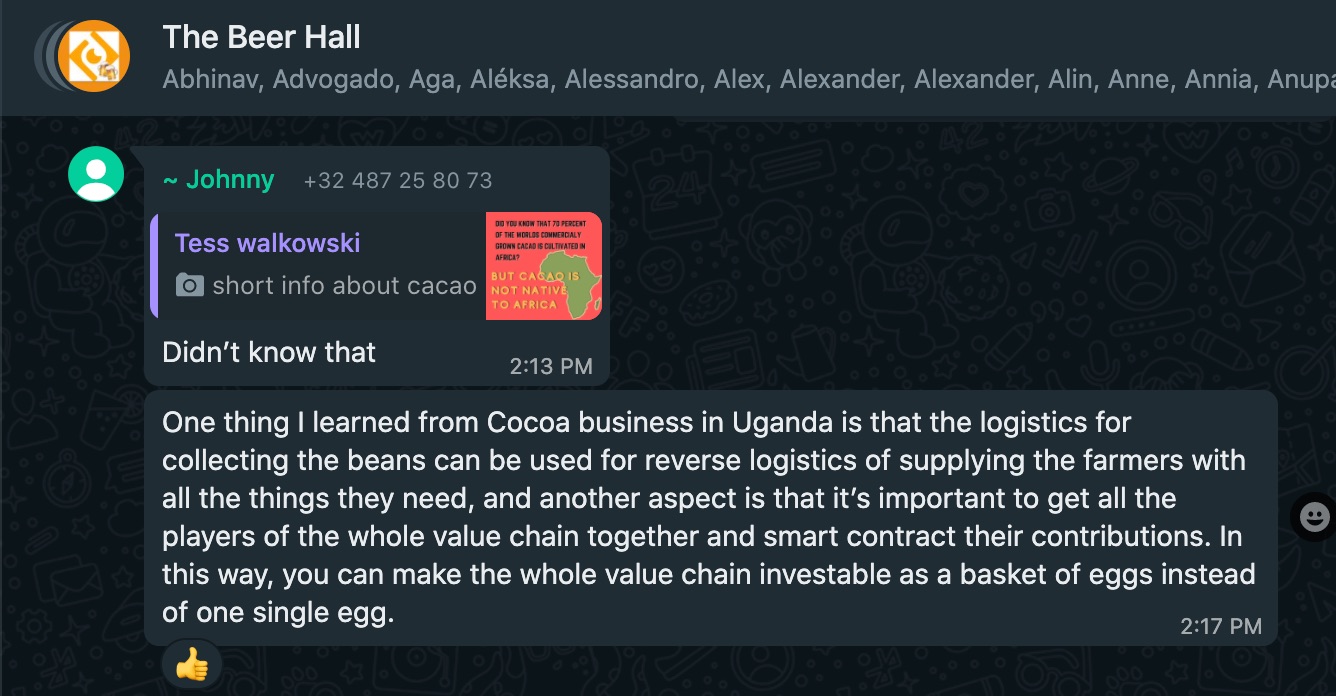 The Beer Hall
Abhinav, Advogado, Aga, Aléksa, Alessandro, Alex, Alexander, Alexander, Alin, Anne, Annia, Anupa
~ Johnny +32 487 25 80 73
Tess walkowski
short info about cacao
DID YOU KNOW THAT 70 PERCENT
OF THE WORLDS COMMERCIALY
GROWN CACAO IS CULTIVATED IN
AFRICA?
BUT CACAO IS
NOT NATIVE
TO AFRICA
Didn’t know that
2:13 PM
One thing I learned from Cocoa business in Uganda is that the logistics for
collecting the beans can be used for reverse logistics of supplying the farmers with
all the things they need, and another aspect is that it’s important to get all the
players of the whole value chain together and smart contract their contributions. In
this way, you can make the whole value chain investable as a basket of eggs instead
of one single egg.
2:17 PM